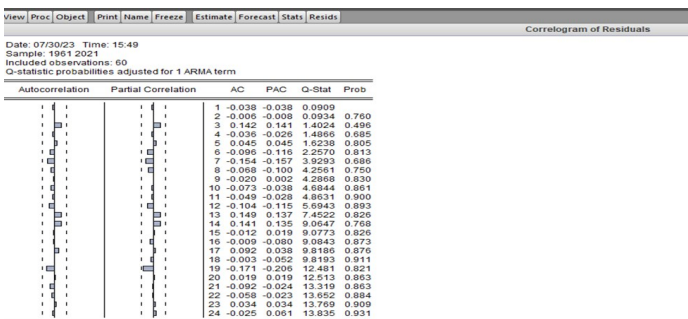 View Proc Object Print Name Freeze Estimate Forecast Stats Resids
Correlogram of Residuals
Date: 07/30/23 Time: 15:49
Sample: 1961 2021
Included observations: 60
Q-statistic probabilities adjusted for 1 ARMA term
Autocorrelation Partial Correlation AC PAC Q-Stat Prob
1 -0.038 -0.038 0.0909
2 -0.006 -0.008 0.0934 0.760
3 0.142 0.141 1.4024 0.496
4 -0.036 -0.026 1.4866 0.685
5 0.045 0.045 1.6238 0.805
6 -0.096 -0.116 2.2570 0.813
7 -0.154 -0.157 3.9293 0.686
8 -0.068 -0.100 4.2561 0.750
9 -0.020 0.002 4.2868 0.830
10 -0.073 -0.038 4.6844 0.861
11 -0.049 -0.028 4.8631 0.900
12 -0.104 -0.115 5.6943 0.893
13 0.149 0.137 7.4522 0.826
14 0.141 0.135 9.0647 0.768
15 -0.012 0.019 9.0773 0.826
16 -0.009 -0.080 9.0843 0.873
17 0.092 0.038 9.8186 0.876
18 -0.003 -0.052 9.8193 0.911
19 -0.171 -0.206 12.481 0.821
20 0.019 0.019 12.513 0.863
21 -0.092 -0.024 13.319 0.863
22 -0.058 -0.023 13.652 0.884
23 0.034 0.034 13.769 0.909
24 -0.025 0.061 13.835 0.931